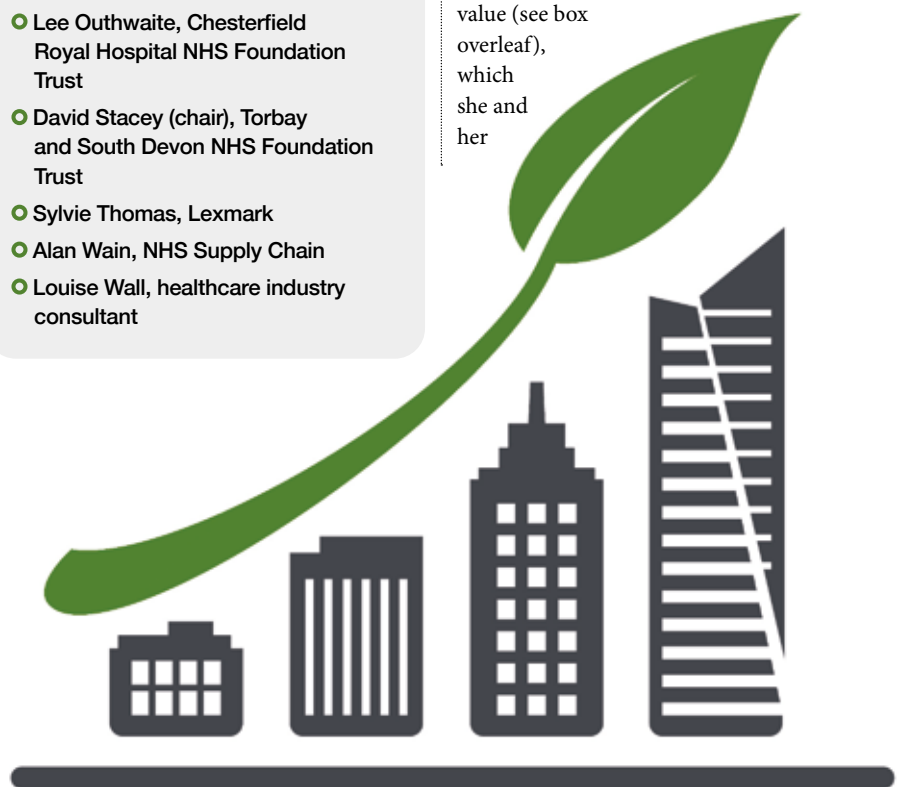 Lee Outhwaite, Chesterfield
Royal Hospital NHS Foundation
Trust
David Stacey (chair), Torbay
and South Devon NHS Foundation
Trust
Sylvie Thomas, Lexmark
Alan Wain, NHS Supply Chain
Louise Wall, healthcare industry
consultant
value (see box
overleaf),
which
she and
her